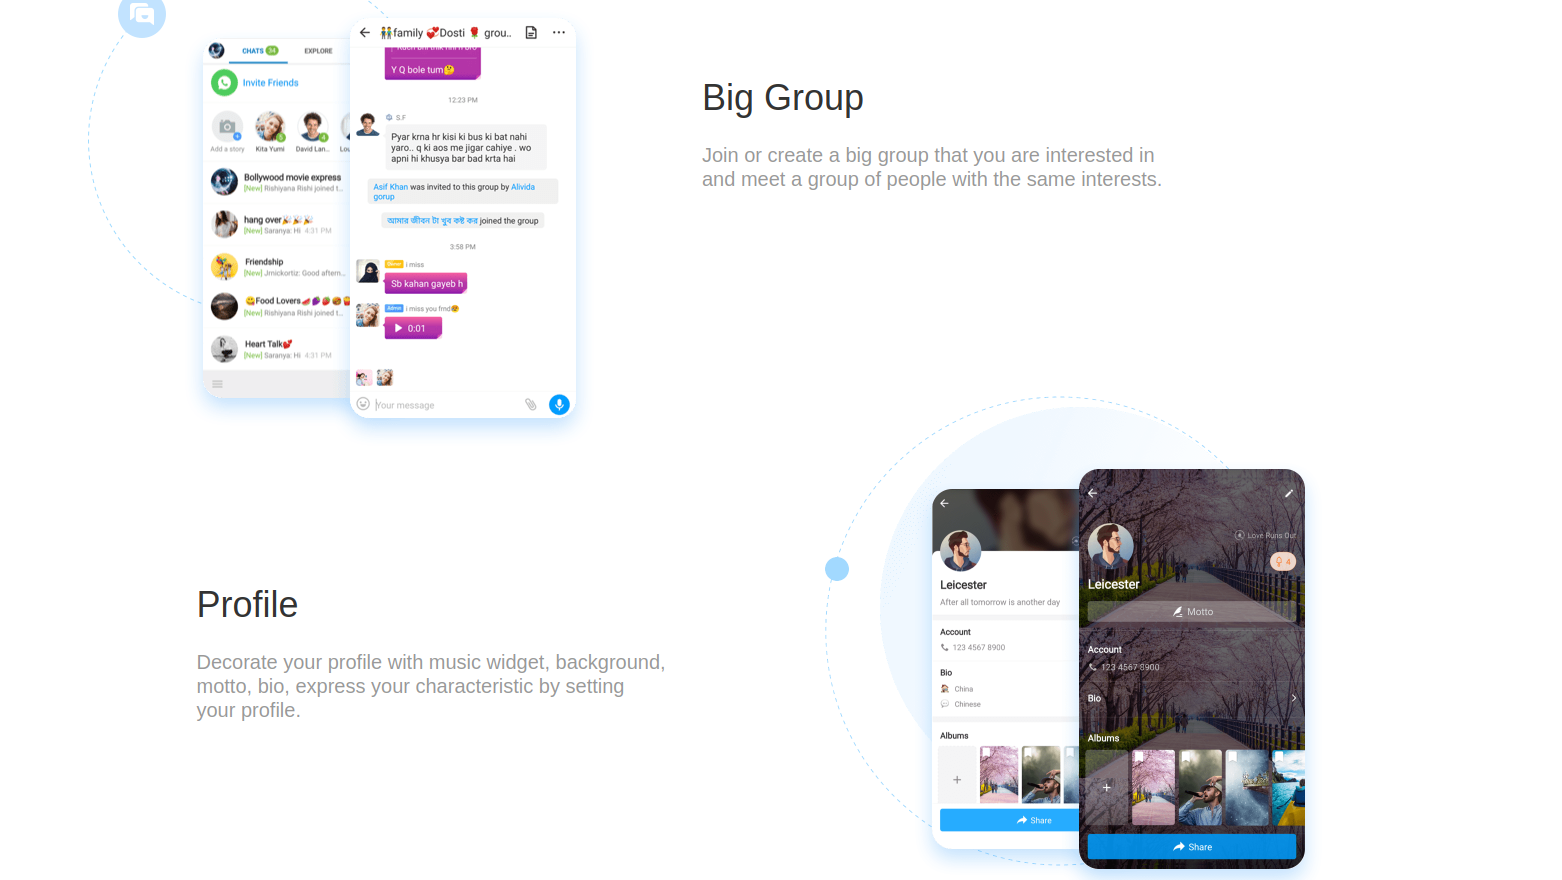 CHATS 34 EXPLORE
Invite Friends
Add a story Kita Yumi David Lan..
Bollywood movie express
[New] Rishiyana Rishi joined t...
hang over🎉🎉🎉
[New] Saranya: Hi 4:31 PM
Friendship
[New] Jrnickortiz: Good aftern...
Food Lovers
[New] Rishiyana Rishi joined t...
Heart Talk💕
[New] Saranya: Hi 4:31 PM
👬family 💞Dosti 🌹 grou..
Y Q bole tum🤔
12:23 PM
S.F
Pyar krna hr kisi ki bus ki bat nahi
yaro.. q ki aos me jigar cahiye . wo
apni hi khusya bar bad krta hai
Asif Khan was invited to this group by Alivida
gorup
আমার জীবন টা খুব কষ্ট কর joined the group
3:58 PM
i miss
Sb kahan gayeb h
Admin i miss you frnd
0:01
Your message
Big Group
Join or create a big group that you are interested in
and meet a group of people with the same interests.
Profile
Decorate your profile with music widget, background,
motto, bio, express your characteristic by setting
your profile.
Leicester
After all tomorrow is another day
Account
123 4567 8900
Bio
China
Chinese
Albums
Share
Love Runs Out
4
Leicester
Motto
Account
123 4567 8900
Bio
Albums
Share